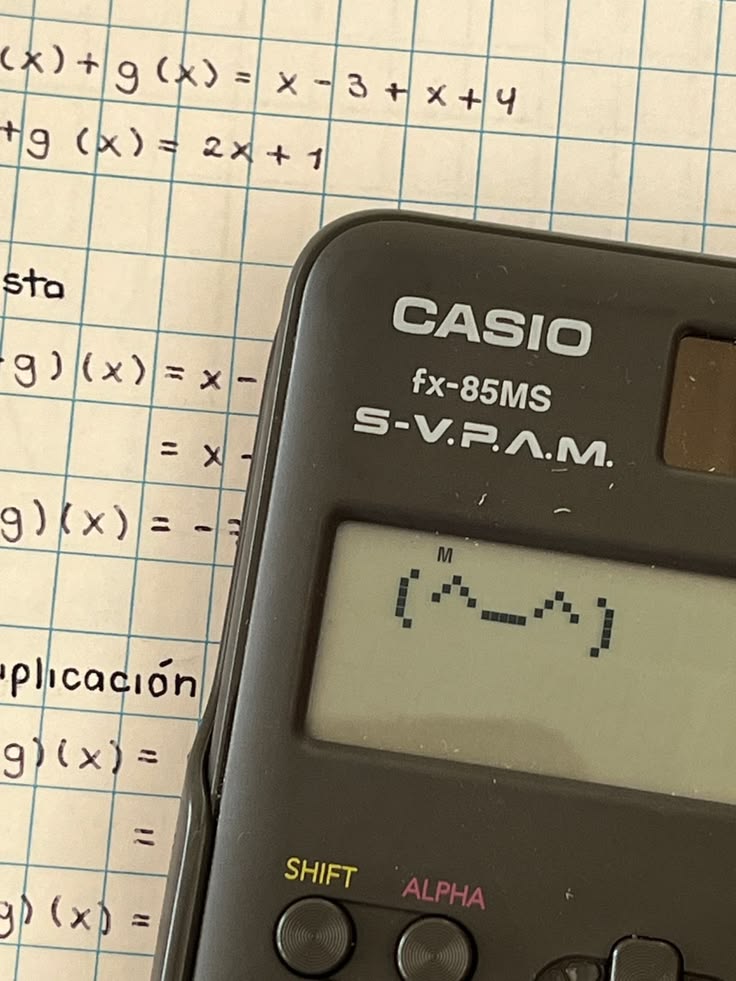 (x) + g (x) = x - 3 + x + 4
+g (x) = 2x + 1
sta
g) (x) = x -
= x -
g) (x) = -
plicación
g) (x) =
=
g) (x) =
CASIO
fx-85MS
S-V.P.A.M.
M
(^_^)
SHIFT
ALPHA